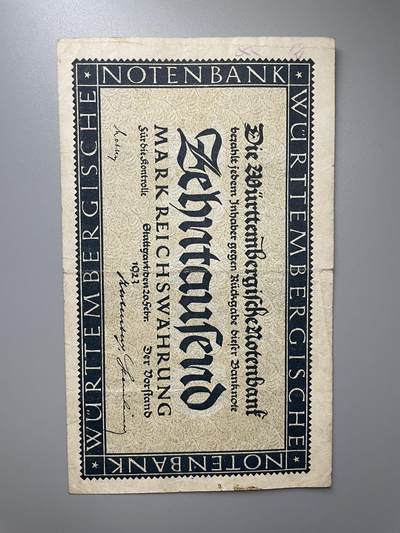 WÜRTTEMBERGISCHE
NOTENBANK
NOTENBANK
WÜRTTEMBERGISCHE
Die Württembergische Notenbank
bezahlt jedem Inhaber gegen Rückgabe dieser Banknote
Zehntausend
MARK REICHSWÄHRUNG
Für die Kontrolle
Stuttgart den 20. Febr.
1923
Der Vorstand